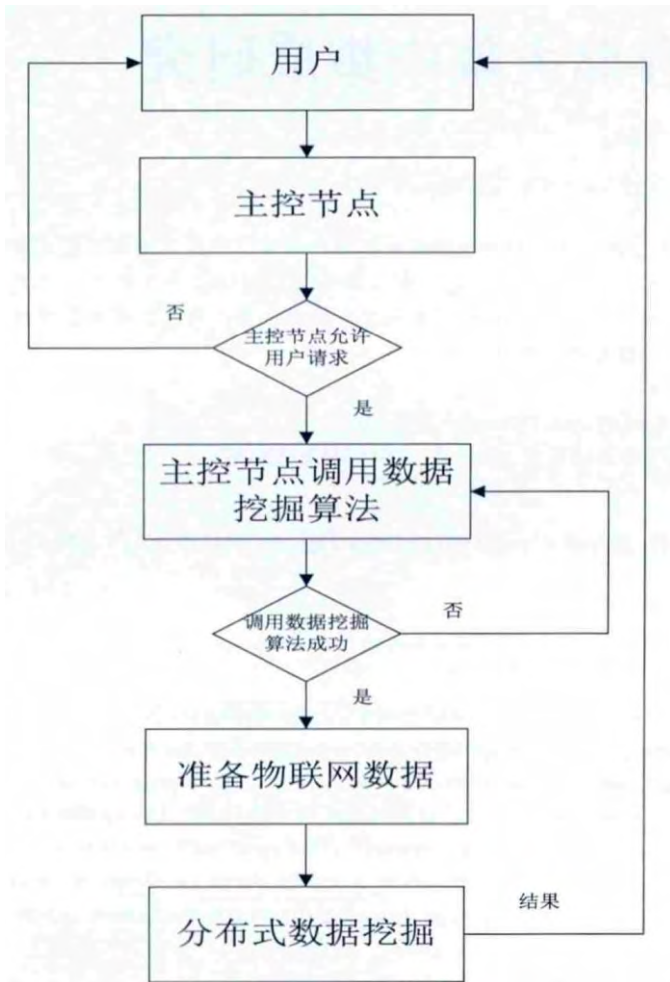 用户
主控节点
否
主控节点允许
用户请求
是
主控节点调用数据
挖掘算法
调用数据挖掘
算法成功
否
是
准备物联网数据
分布式数据挖掘
结果